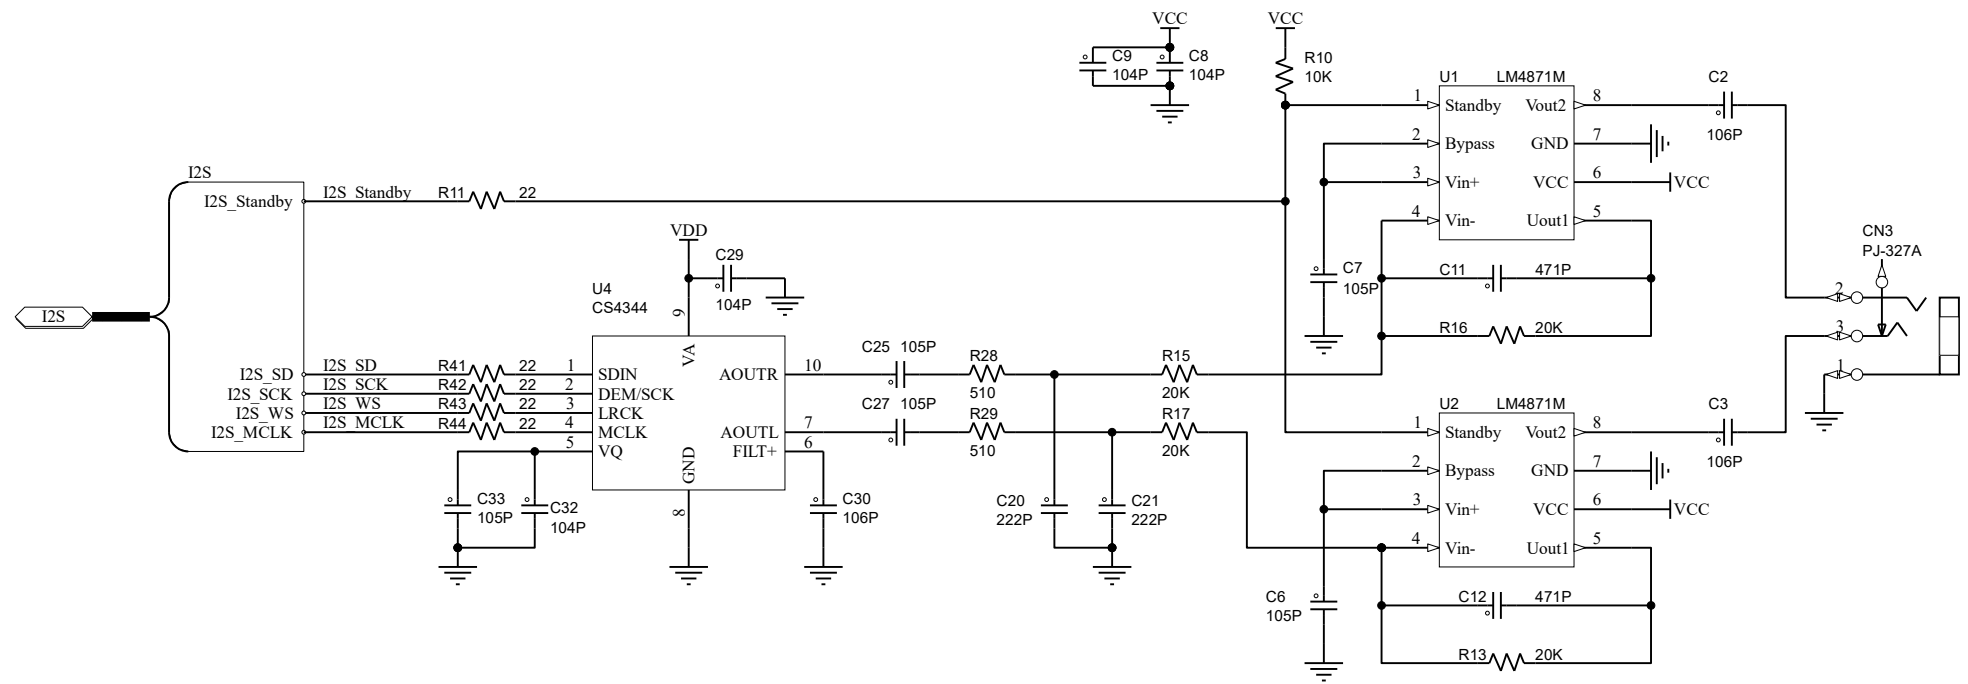 VCC
C9
104P
C8
104P
VCC
R10
10K
U1 LM4871M
1 Standby Vout2 8
2 Bypass GND 7
3 Vin+ VCC 6 VCC
4 Vin- Uout1 5
C2
106P
C7
105P
C11 471P
R16 20K
CN3
PJ-327A
2
3
1
I2S
I2S
I2S_Standby I2S_Standby R11 22
I2S_SD I2S_SD R41 22
I2S_SCK I2S_SCK R42 22
I2S_WS I2S_WS R43 22
I2S_MCLK I2S_MCLK R44 22
VDD
C29
104P
U4
CS4344
9
VA
1 SDIN AOUTR 10
2 DEM/SCK
3 LRCK
4 MCLK AOUTL 7
5 VQ FILT+ 6
GND
8
C33
105P
C32
104P
C30
106P
C25 105P
R28
510
R15
20K
C27 105P
R29
510
R17
20K
C20
222P
C21
222P
U2 LM4871M
1 Standby Vout2 8
2 Bypass GND 7
3 Vin+ VCC 6 VCC
4 Vin- Uout1 5
C3
106P
C6
105P
C12 471P
R13 20K